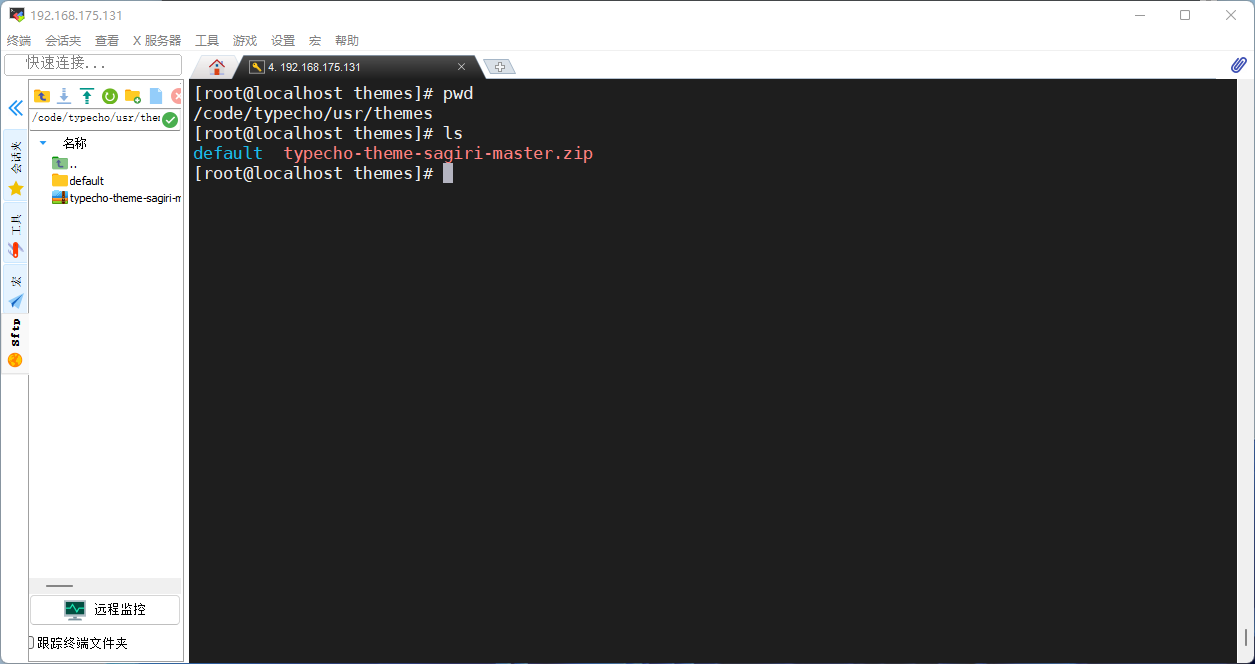 192.168.175.131
终端 会话夹 查看 X 服务器 工具 游戏 设置 宏 帮助
快速连接...
4. 192.168.175.131
/code/typecho/usr/ther
名称
..
default
typecho-theme-sagiri-m
会话夹
工具
宏
Sftp
远程监控
跟踪终端文件夹
[root@localhost themes]# pwd
/code/typecho/usr/themes
[root@localhost themes]# ls
default typecho-theme-sagiri-master.zip
[root@localhost themes]#